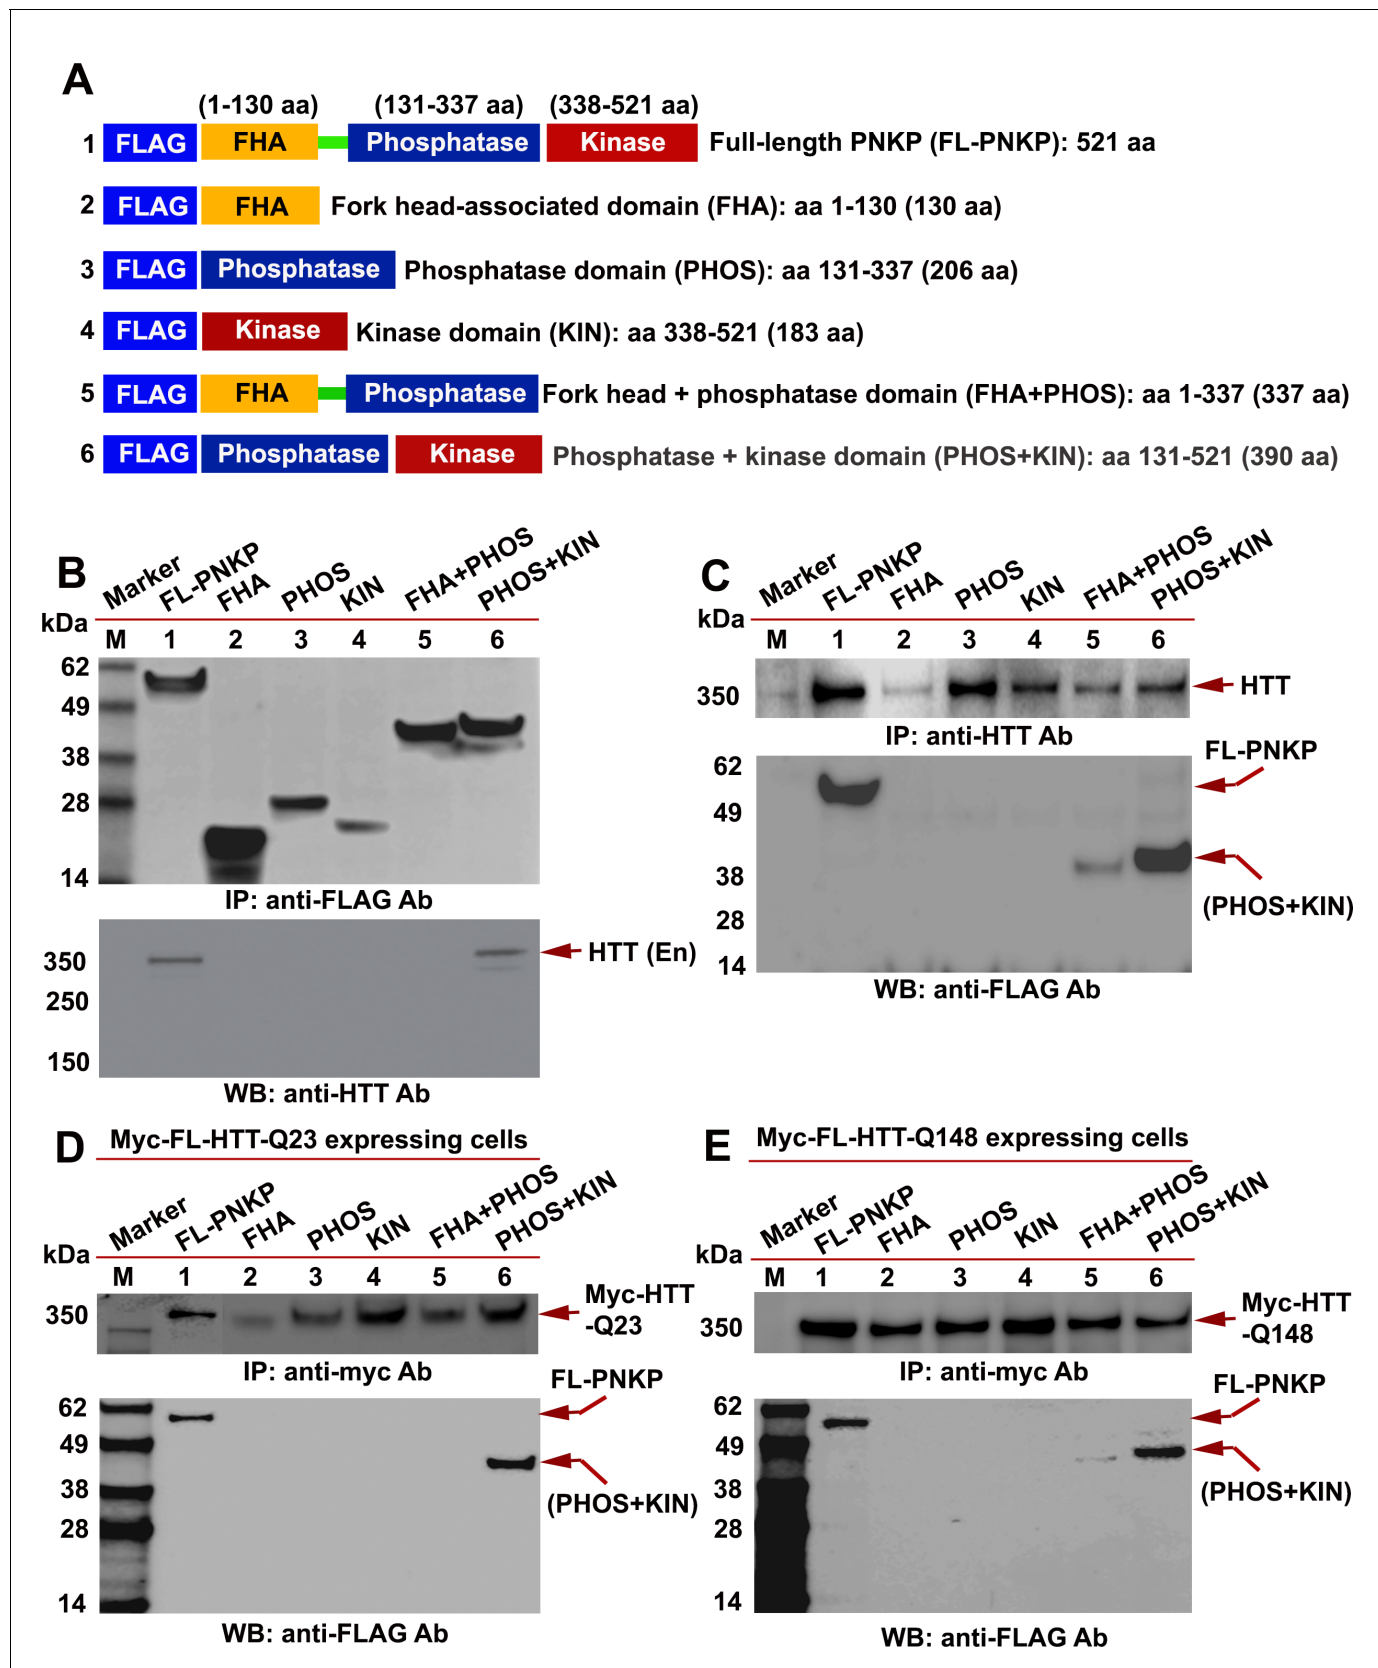 A
(1-130 aa) (131-337 aa) (338-521 aa)
1 FLAG FHA Phosphatase Kinase Full-length PNKP (FL-PNKP): 521 aa
2 FLAG FHA Fork head-associated domain (FHA): aa 1-130 (130 aa)
3 FLAG Phosphatase Phosphatase domain (PHOS): aa 131-337 (206 aa)
4 FLAG Kinase Kinase domain (KIN): aa 338-521 (183 aa)
5 FLAG FHA Phosphatase Fork head + phosphatase domain (FHA+PHOS): aa 1-337 (337 aa)
6 FLAG Phosphatase Kinase Phosphatase + kinase domain (PHOS+KIN): aa 131-521 (390 aa)
B
Marker FL-PNKP FHA PHOS KIN FHA+PHOS PHOS+KIN
kDa
M 1 2 3 4 5 6
62
49
38
28
14
IP: anti-FLAG Ab
350 HTT (En)
250
150
WB: anti-HTT Ab
C
Marker FL-PNKP FHA PHOS KIN FHA+PHOS PHOS+KIN
kDa
M 1 2 3 4 5 6
350 HTT
IP: anti-HTT Ab
62 FL-PNKP
49
38
(PHOS+KIN)
28
14
WB: anti-FLAG Ab
D
Myc-FL-HTT-Q23 expressing cells
Marker FL-PNKP FHA PHOS KIN FHA+PHOS PHOS+KIN
kDa
M 1 2 3 4 5 6
350 Myc-HTT
-Q23
IP: anti-myc Ab
FL-PNKP
62
49
38
(PHOS+KIN)
28
14
WB: anti-FLAG Ab
E
Myc-FL-HTT-Q148 expressing cells
Marker FL-PNKP FHA PHOS KIN FHA+PHOS PHOS+KIN
kDa
M 1 2 3 4 5 6
350 Myc-HTT
-Q148
IP: anti-myc Ab
FL-PNKP
62
49
38
(PHOS+KIN)
28
14
WB: anti-FLAG Ab